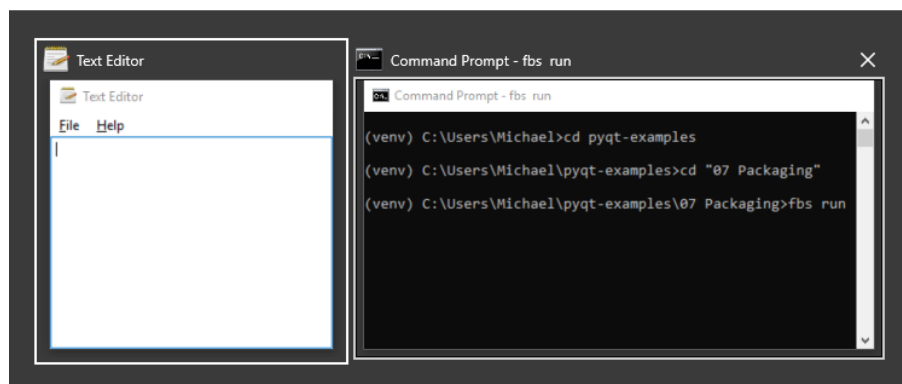 Text Editor
Text Editor
File Help
Command Prompt - fbs run
Command Prompt - fbs run
(venv) C:\Users\Michael>cd pyqt-examples
(venv) C:\Users\Michael\pyqt-examples>cd "07 Packaging"
(venv) C:\Users\Michael\pyqt-examples\07 Packaging>fbs run